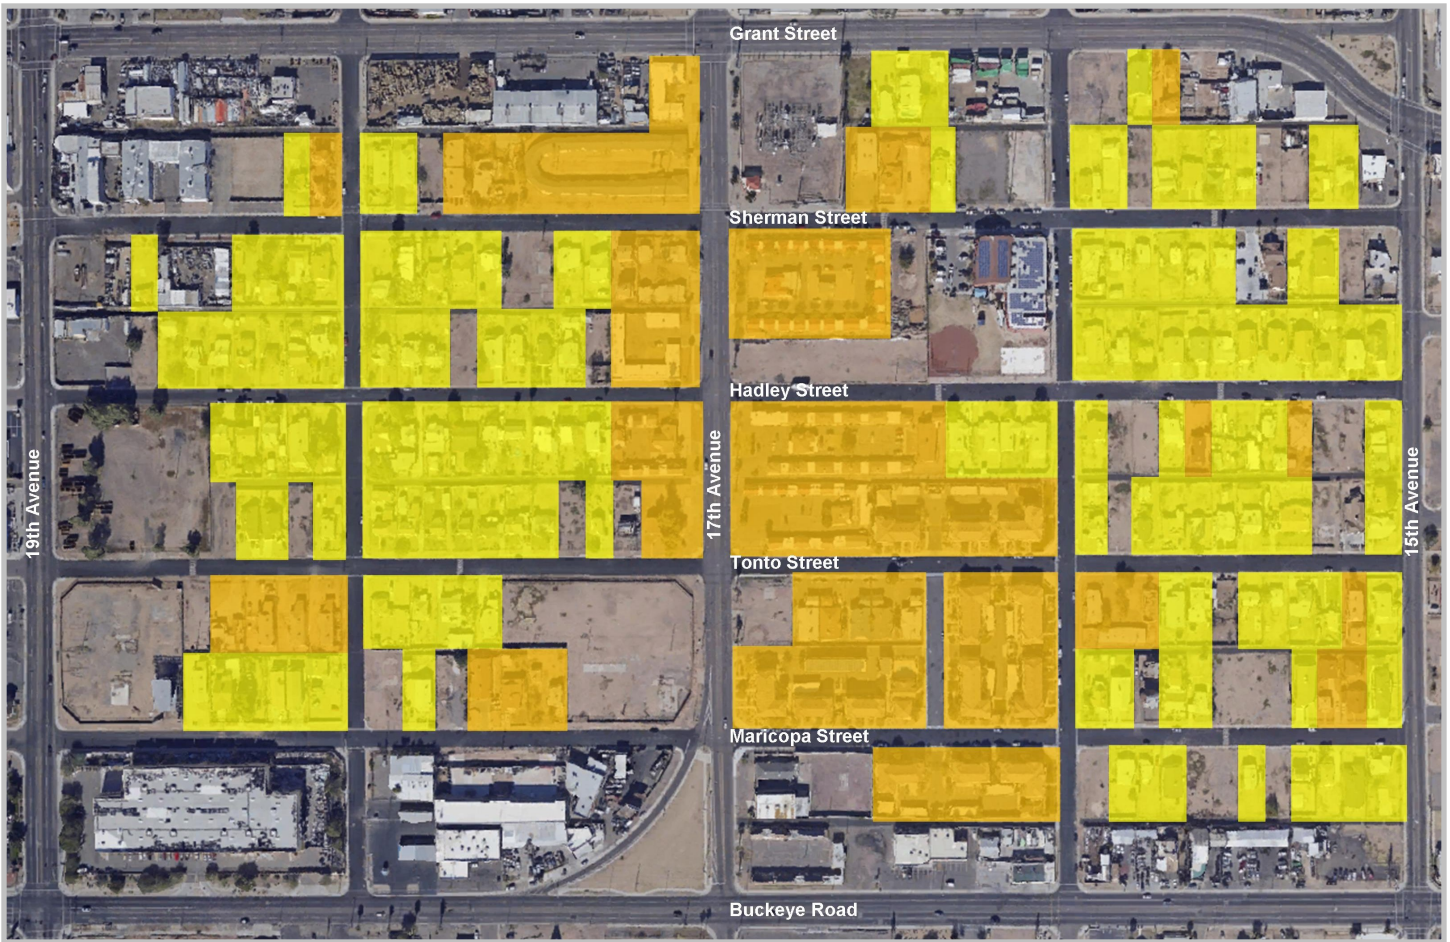 Grant Street
Sherman Street
Hadley Street
19th Avenue
17th Avenue
15th Avenue
Tonto Street
Maricopa Street
Buckeye Road